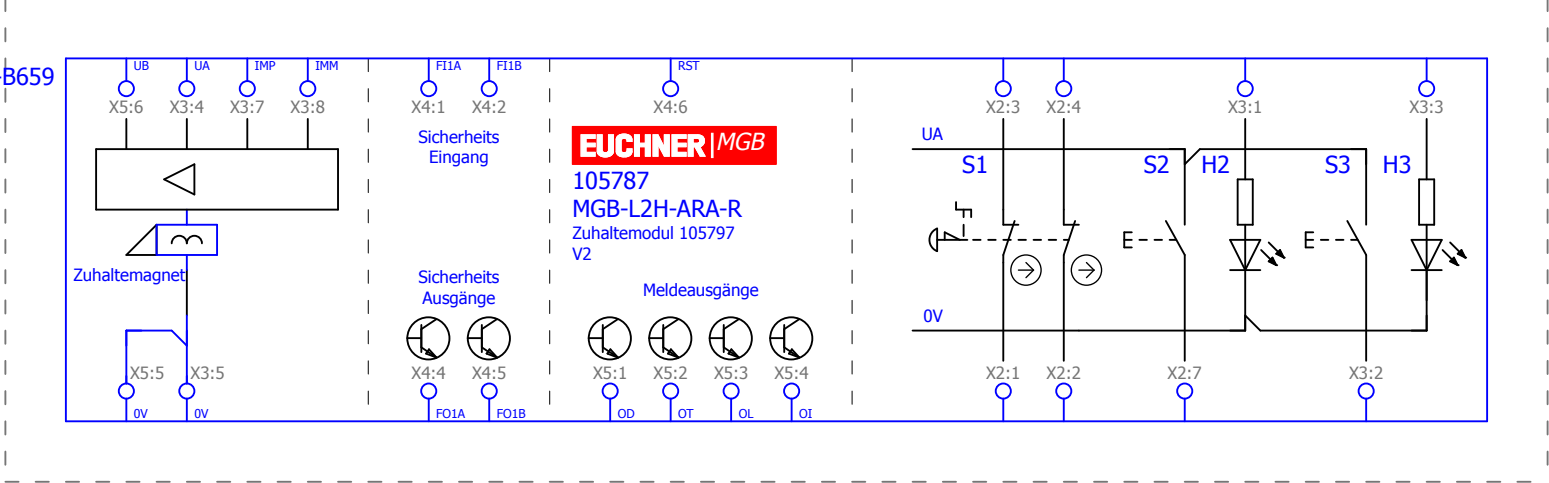 -B659
UB UA IMP IMM FI1A FI1B RST
X5:6 X3:4 X3:7 X3:8 X4:1 X4:2 X4:6 X2:3 X2:4 X3:1 X3:3
Sicherheits
Eingang
EUCHNER MGB
105787
MGB-L2H-ARA-R
Zuhaltemodul 105797
V2
UA
S1 S2 H2 S3 H3
Zuhaltemagnet
Sicherheits
Ausgänge
Meldeausgänge
0V
X5:5 X3:5 X4:4 X4:5 X5:1 X5:2 X5:3 X5:4 X2:1 X2:2 X2:7 X3:2
0V 0V FO1A FO1B OD OT OL OI